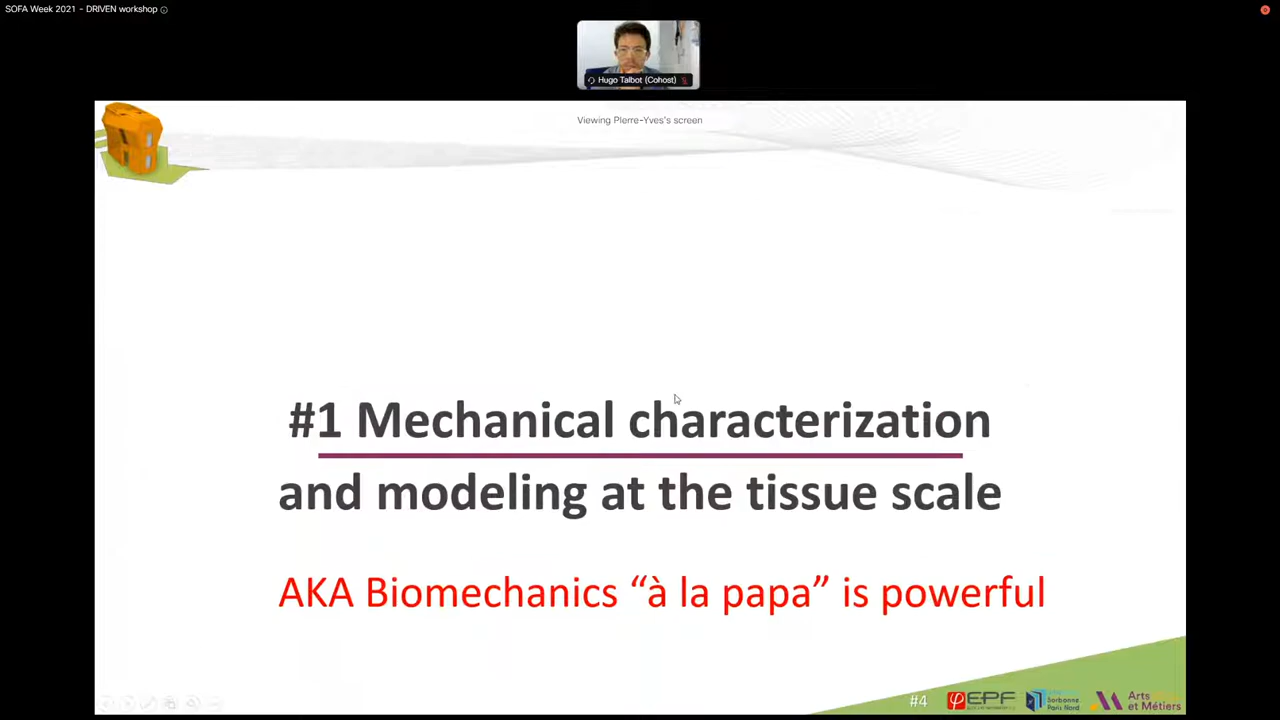 SOFA Week 2021 - DRIVEN workshop
Hugo Talbot (Cohost)
Viewing Pierre-Yves's screen
#1 Mechanical characterization
and modeling at the tissue scale
AKA Biomechanics “à la papa” is powerful
#4
EPF
Sorbonne
Paris Nord
Arts
et Métiers